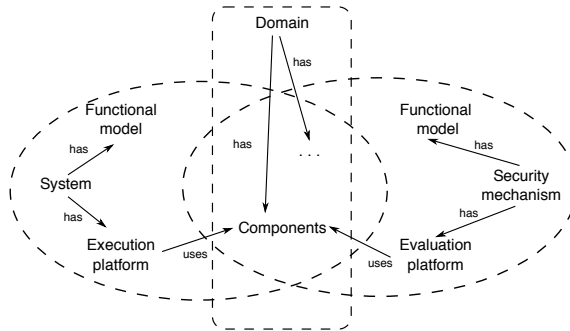 Domain
has
Functional
model
Functional
model
has
has
has
. . .
System
Security
mechanism
has
has
Components
Execution
platform
Evaluation
platform
uses
uses